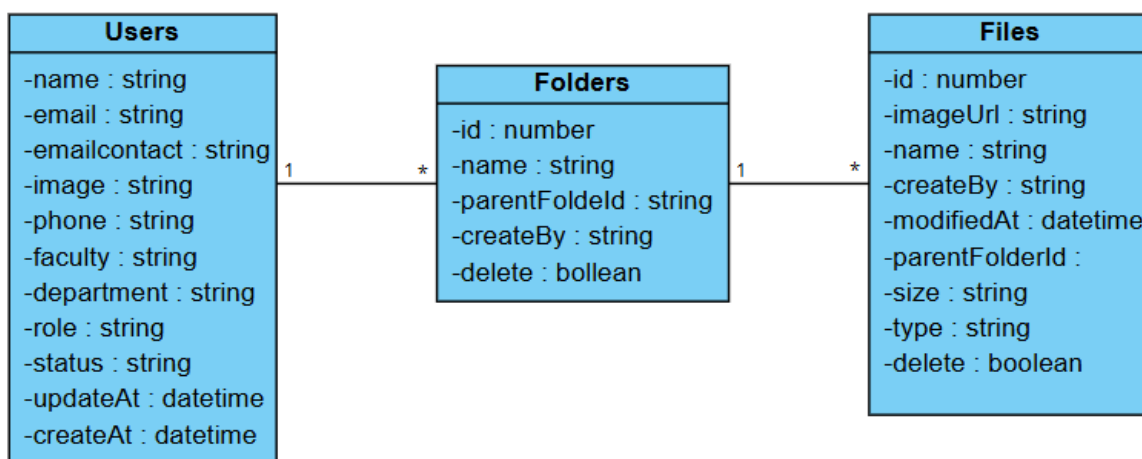 Users
-name : string
-email : string
-emailcontact : string
-image : string
-phone : string
-faculty : string
-department : string
-role : string
-status : string
-updateAt : datetime
-createAt : datetime
1
*
Folders
-id : number
-name : string
-parentFoldeId : string
-createBy : string
-delete : bollean
1
*
Files
-id : number
-imageUrl : string
-name : string
-createBy : string
-modifiedAt : datetime
-parentFolderId :
-size : string
-type : string
-delete : boolean